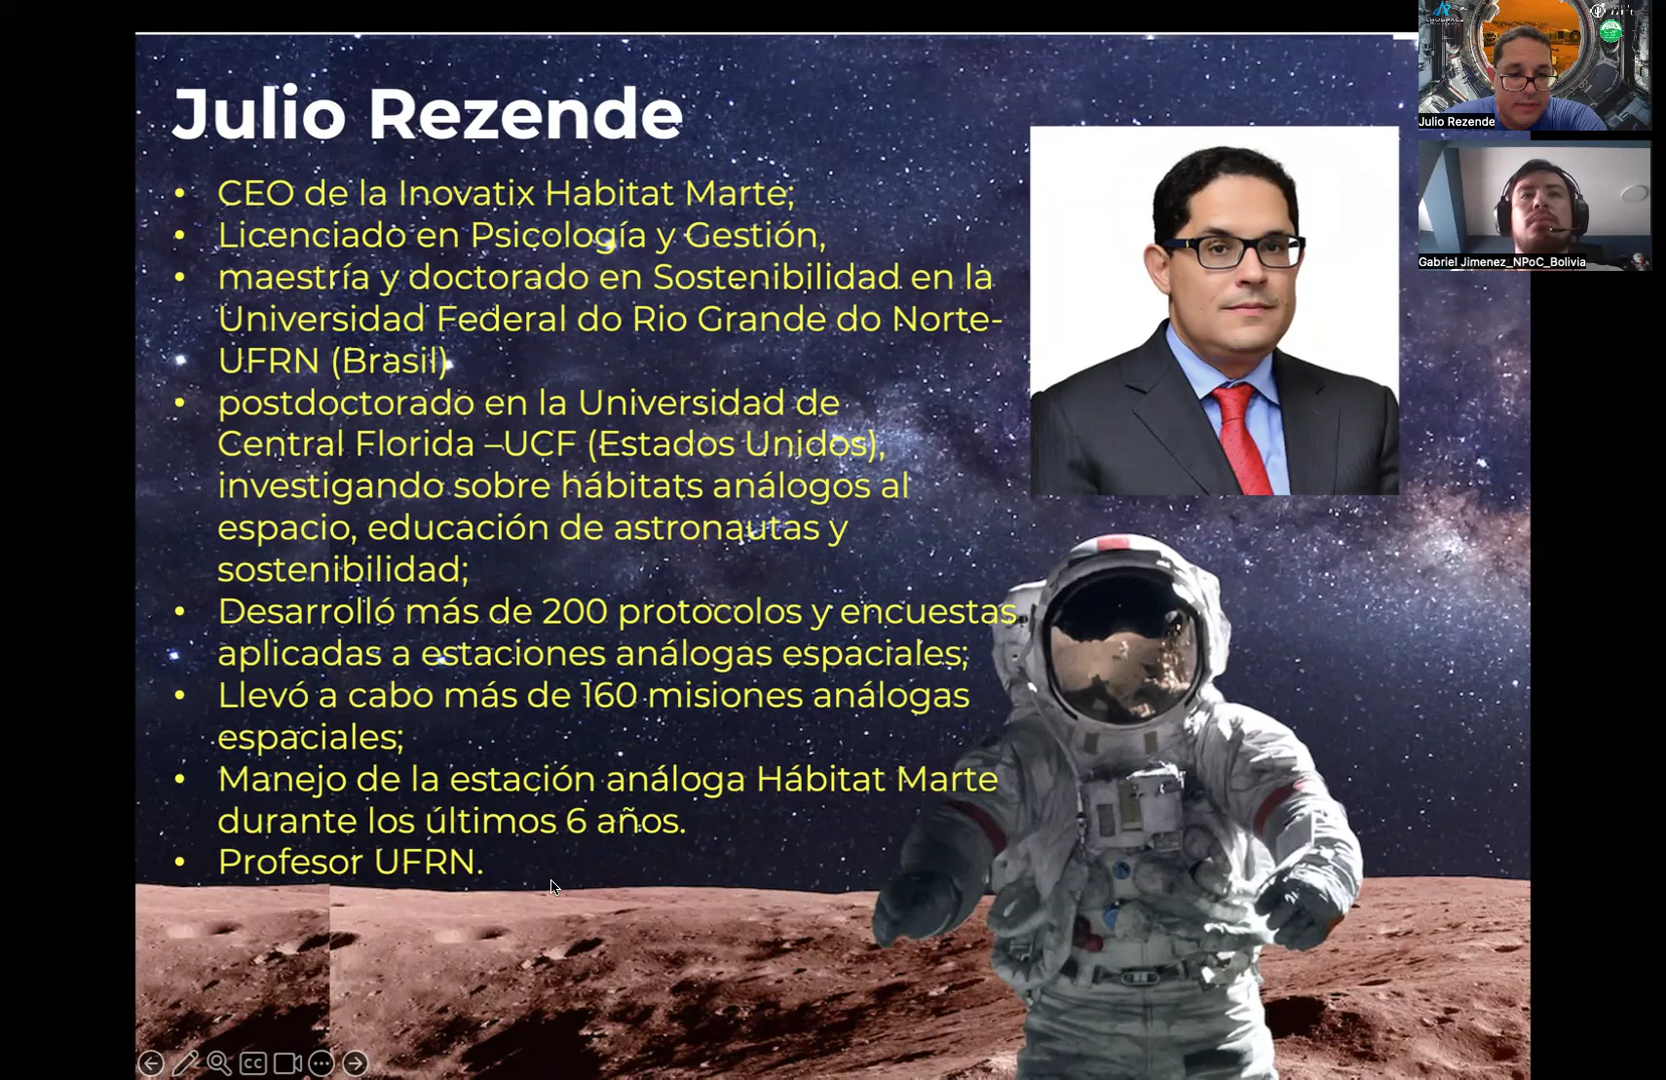 Julio Rezende
• CEO de la Inovatix Habitat Marte;
• Licenciado en Psicología y Gestión,
• maestría y doctorado en Sostenibilidad en la
Universidad Federal do Rio Grande do Norte-
UFRN (Brasil)
• postdoctorado en la Universidad de
Central Florida –UCF (Estados Unidos),
investigando sobre hábitats análogos al
espacio, educación de astronautas y
sostenibilidad;
• Desarrolló más de 200 protocolos y encuestas
aplicadas a estaciones análogas espaciales;
• Llevó a cabo más de 160 misiones análogas
espaciales;
• Manejo de la estación análoga Hábitat Marte
durante los últimos 6 años.
• Profesor UFRN.
Julio Rezende
Gabriel Jimenez_NPoC_Bolivia
CC